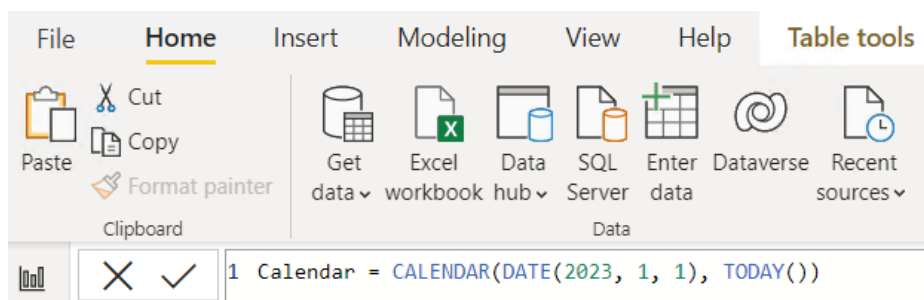 File Home Insert Modeling View Help Table tools
Cut
Copy
Format painter
Paste
Clipboard
Get data
Excel workbook
Data hub
SQL Server
Enter data
Dataverse
Recent sources
Data
1 Calendar = CALENDAR(DATE(2023, 1, 1), TODAY())